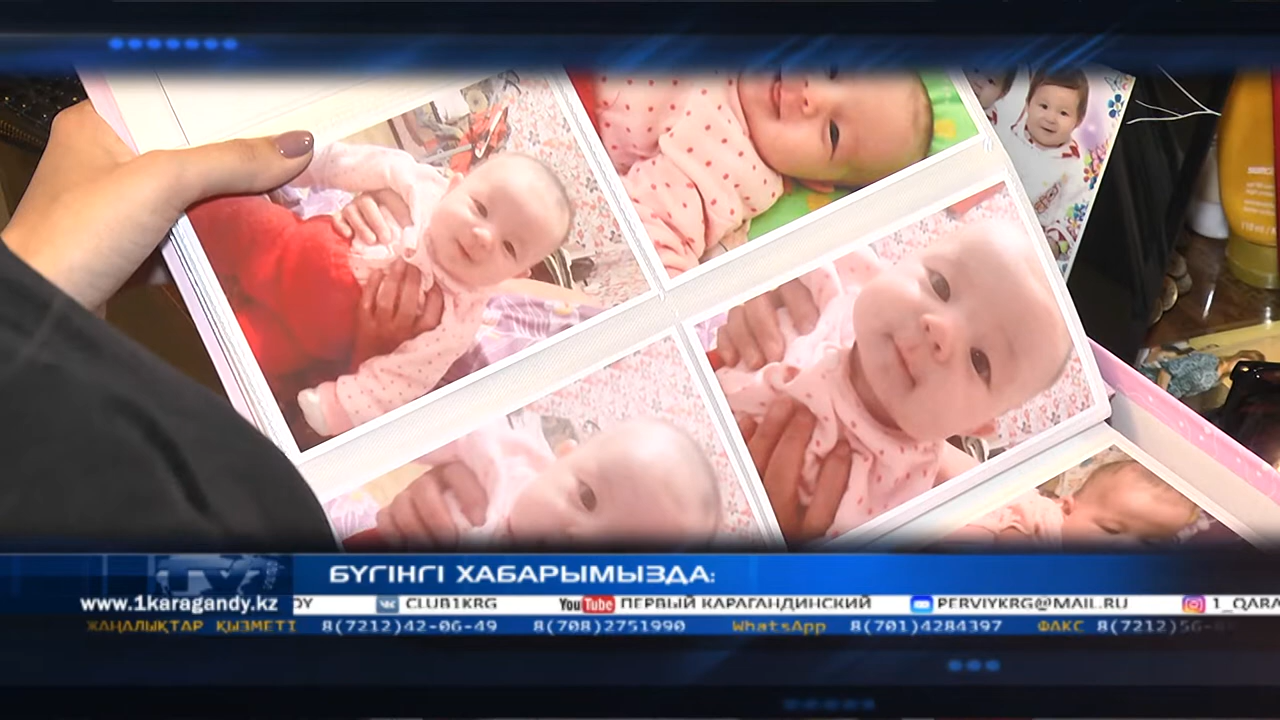 БҮГІНГІ ХАБАРЫМЫЗДА:
www.1karagandy.kz
CLUB1KRG YouTube ПЕРВЫЙ КАРАГАНДИНСКИЙ PERVIYKRG@MAIL.RU
ЖАҢАЛЫҚТАР ҚЫЗМЕТІ 8(7212)42-06-49 8(708)2751990 WhatsApp 8(701)4284397 ФАКС